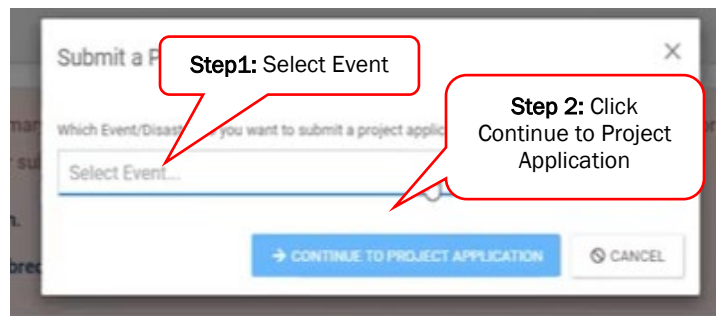 Submit a P
Step1: Select Event
Step 2: Click
Continue to Project
Application
Which Event/Disast you want to submit a project applic
Select Event...
→ CONTINUE TO PROJECT APPLICATION
CANCEL